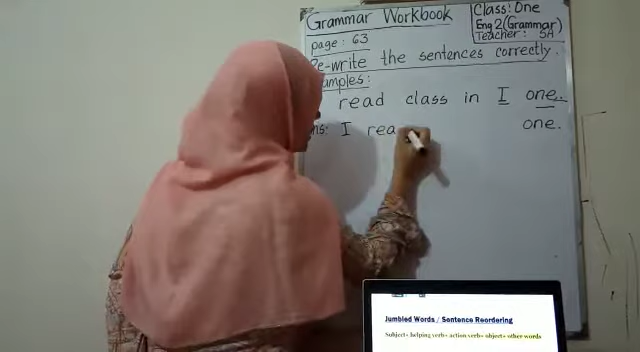 Grammar Workbook
Class: One
Eng 2 (Grammar)
Teacher: SA
page: 63
Re-write the sentences correctly.
read class in I one.
I rea one.
Jumbled Words / Sentence Reordering
Subject+ helping verb+ action verb+ object+ other words